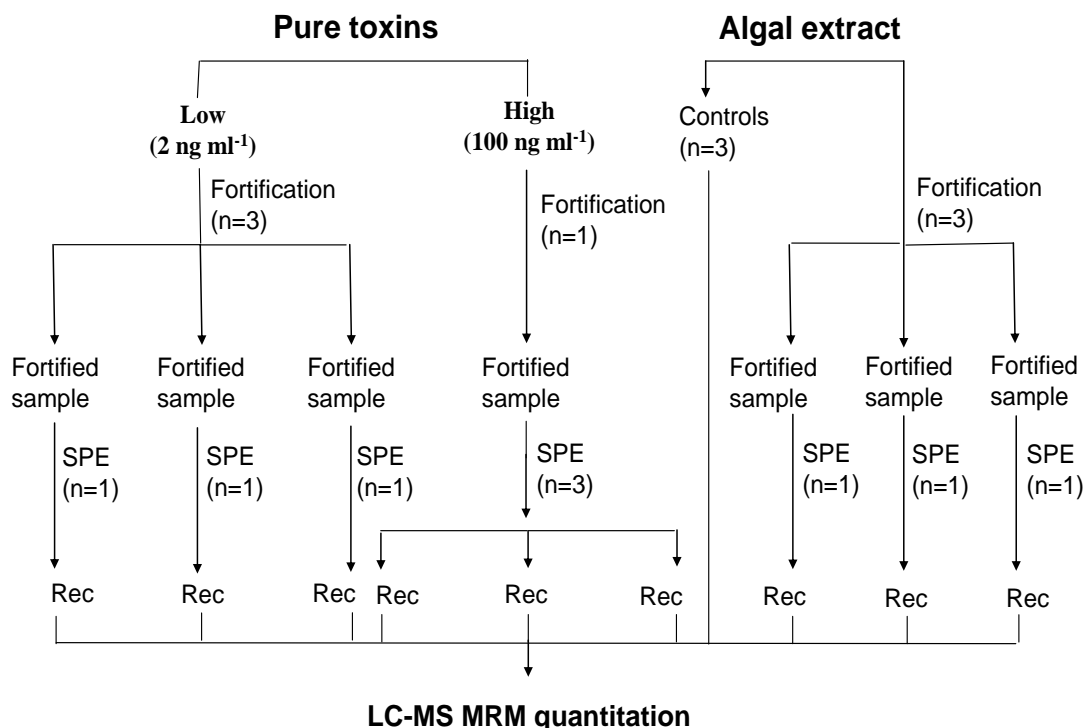 Pure toxins
Algal extract
Low
(2 ng ml⁻¹)
High
(100 ng ml⁻¹)
Controls
(n=3)
Fortification
(n=3)
Fortification
(n=1)
Fortification
(n=3)
Fortified
sample
Fortified
sample
Fortified
sample
Fortified
sample
Fortified
sample
Fortified
sample
Fortified
sample
SPE
(n=1)
SPE
(n=1)
SPE
(n=1)
SPE
(n=3)
SPE
(n=1)
SPE
(n=1)
SPE
(n=1)
Rec
Rec
Rec
Rec
Rec
Rec
Rec
Rec
Rec
LC-MS MRM quantitation